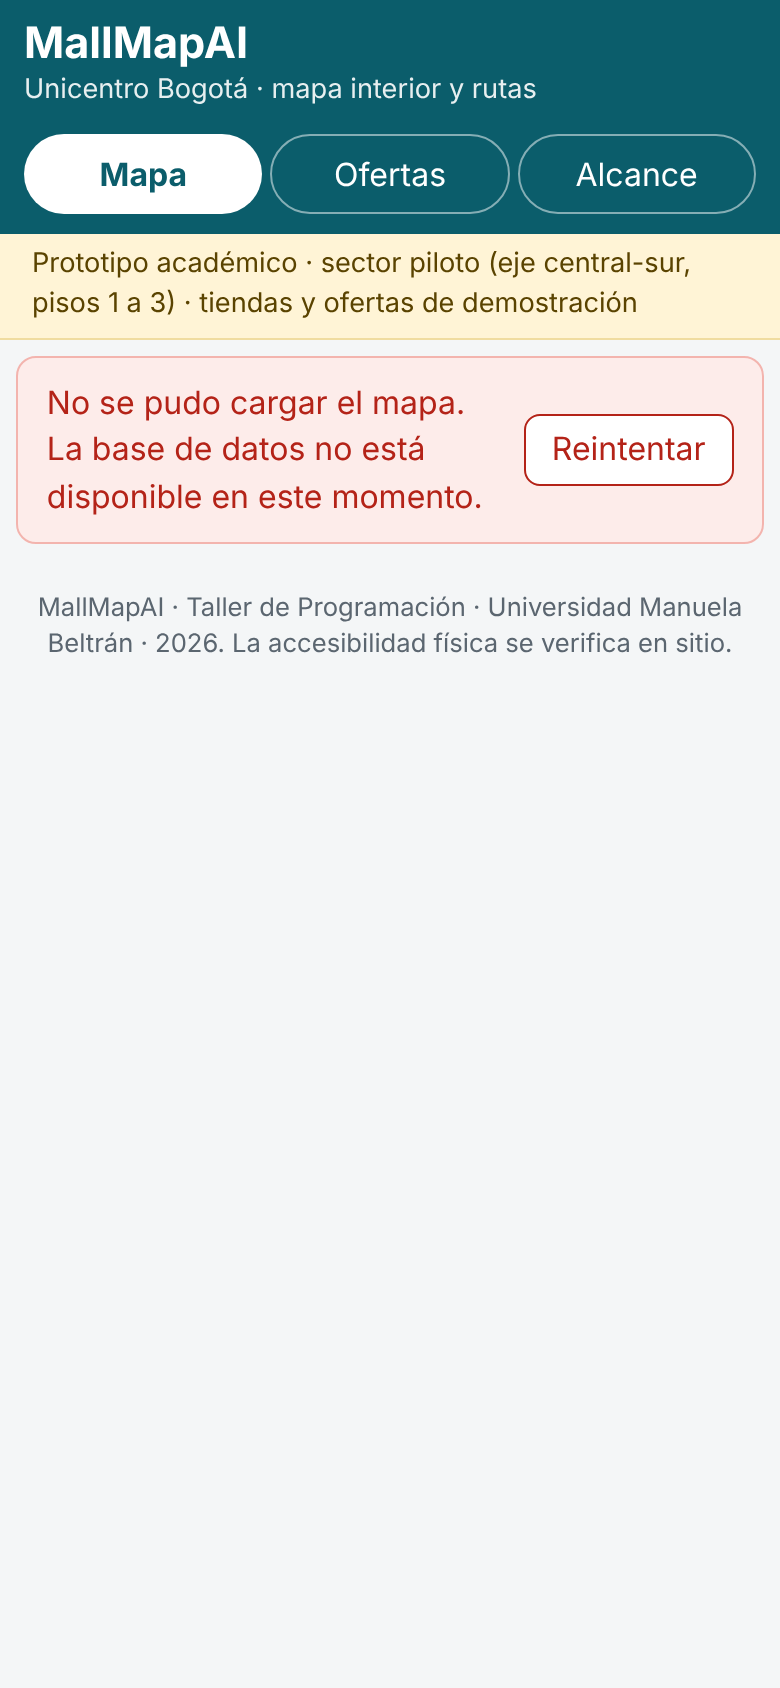 MallMapAI
Unicentro Bogotá · mapa interior y rutas
Mapa
Ofertas
Alcance
Prototipo académico · sector piloto (eje central-sur,
pisos 1 a 3) · tiendas y ofertas de demostración
No se pudo cargar el mapa.
La base de datos no está
disponible en este momento.
Reintentar
MallMapAI · Taller de Programación · Universidad Manuela
Beltrán · 2026. La accesibilidad física se verifica en sitio.